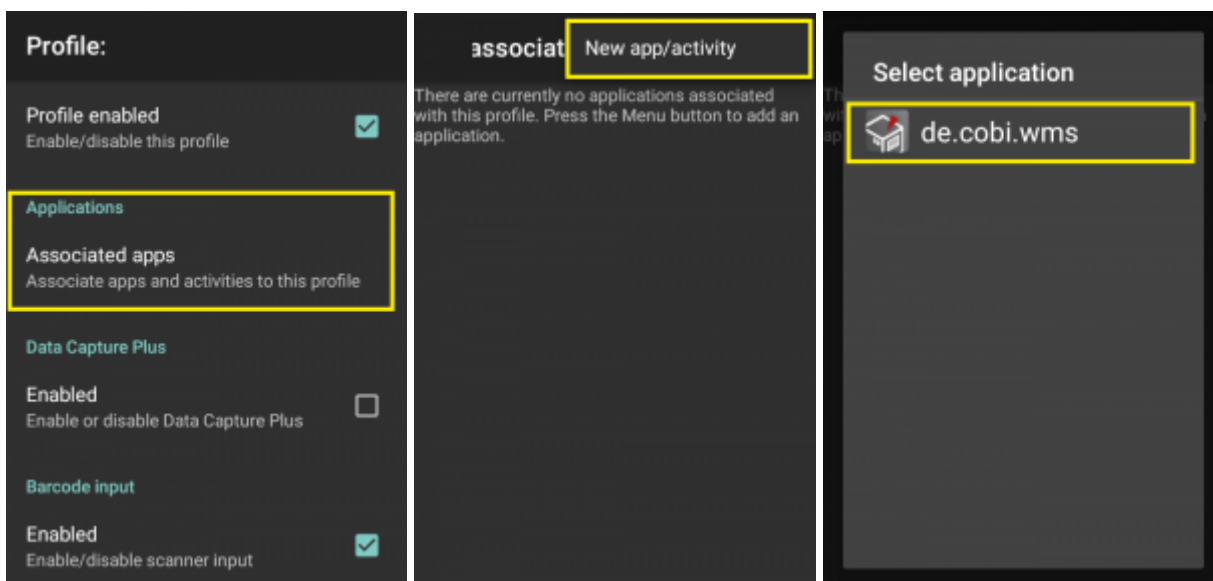 Profile:
Profile enabled
Enable/disable this profile
Applications
Associated apps
Associate apps and activities to this profile
Data Capture Plus
Enabled
Enable or disable Data Capture Plus
Barcode input
Enabled
Enable/disable scanner input
associat
New app/activity
There are currently no applications associated
with this profile. Press the Menu button to add an
application.
Select application
de.cobi.wms